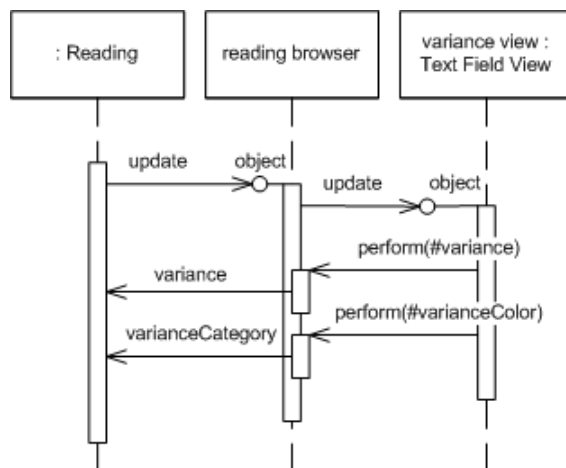 : Reading
reading browser
variance view :
Text Field View
update
object
update
object
perform(#variance)
variance
perform(#varianceColor)
varianceCategory